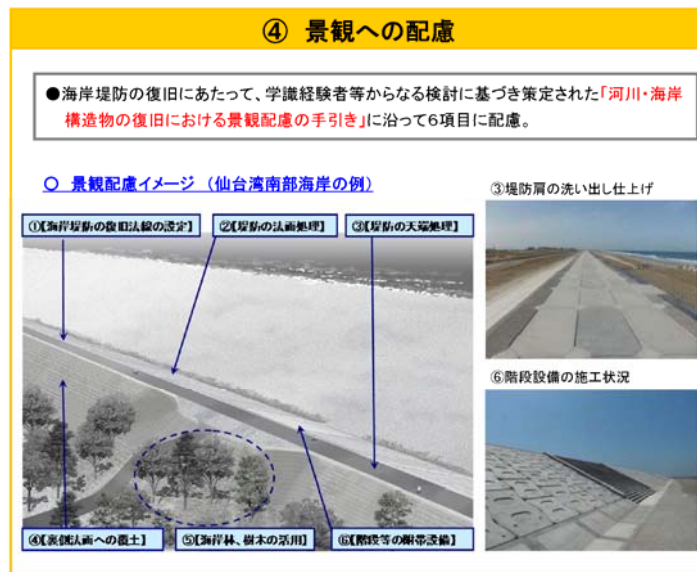 ④ 景観への配慮
●海岸堤防の復旧にあたって、学識経験者等からなる検討に基づき策定された「河川・海岸
構造物の復旧における景観配慮の手引き」に沿って6項目に配慮。
○ 景観配慮イメージ (仙台湾南部海岸の例)
③堤防肩の洗い出し仕上げ
①【海岸堤防の復旧法線の設定】
②【堤防の法面処理】
③【堤防の天端処理】
⑥階段設備の施工状況
④【裏側法面への覆土】
⑤【海岸林、樹木の活用】
⑥【階段等の附帯設備】